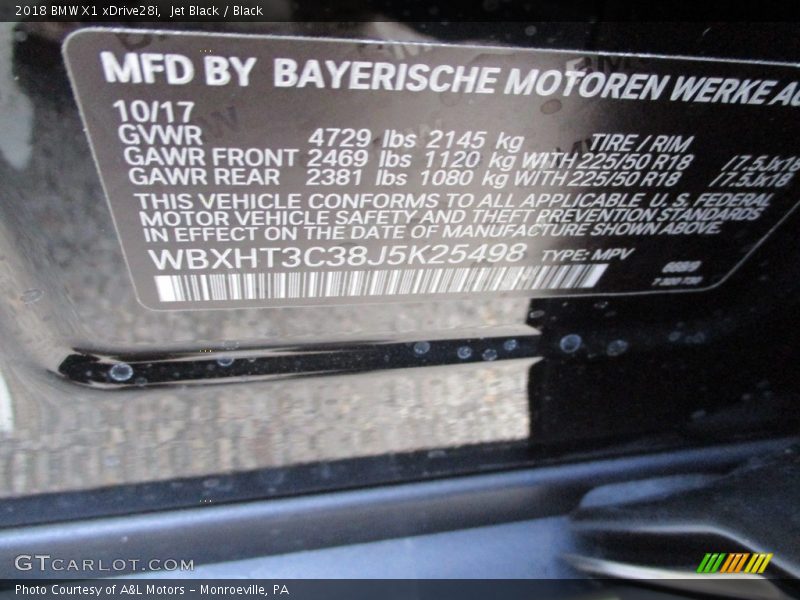 2018 BMW X1 xDrive28i, Jet Black / Black
MFD BY BAYERISCHE MOTOREN WERKE AG
10/17
GVWR 4729 lbs 2145 kg TIRE / RIM
GAWR FRONT 2469 lbs 1120 kg WITH 225/50 R18 /7.5Jx18
GAWR REAR 2381 lbs 1080 kg WITH 225/50 R18 /7.5Jx18
THIS VEHICLE CONFORMS TO ALL APPLICABLE U.S. FEDERAL
MOTOR VEHICLE SAFETY AND THEFT PREVENTION STANDARDS
IN EFFECT ON THE DATE OF MANUFACTURE SHOWN ABOVE.
WBXHT3C38J5K25498 TYPE: MPV
GTCARLOT.COM
Photo Courtesy of A&L Motors - Monroeville, PA